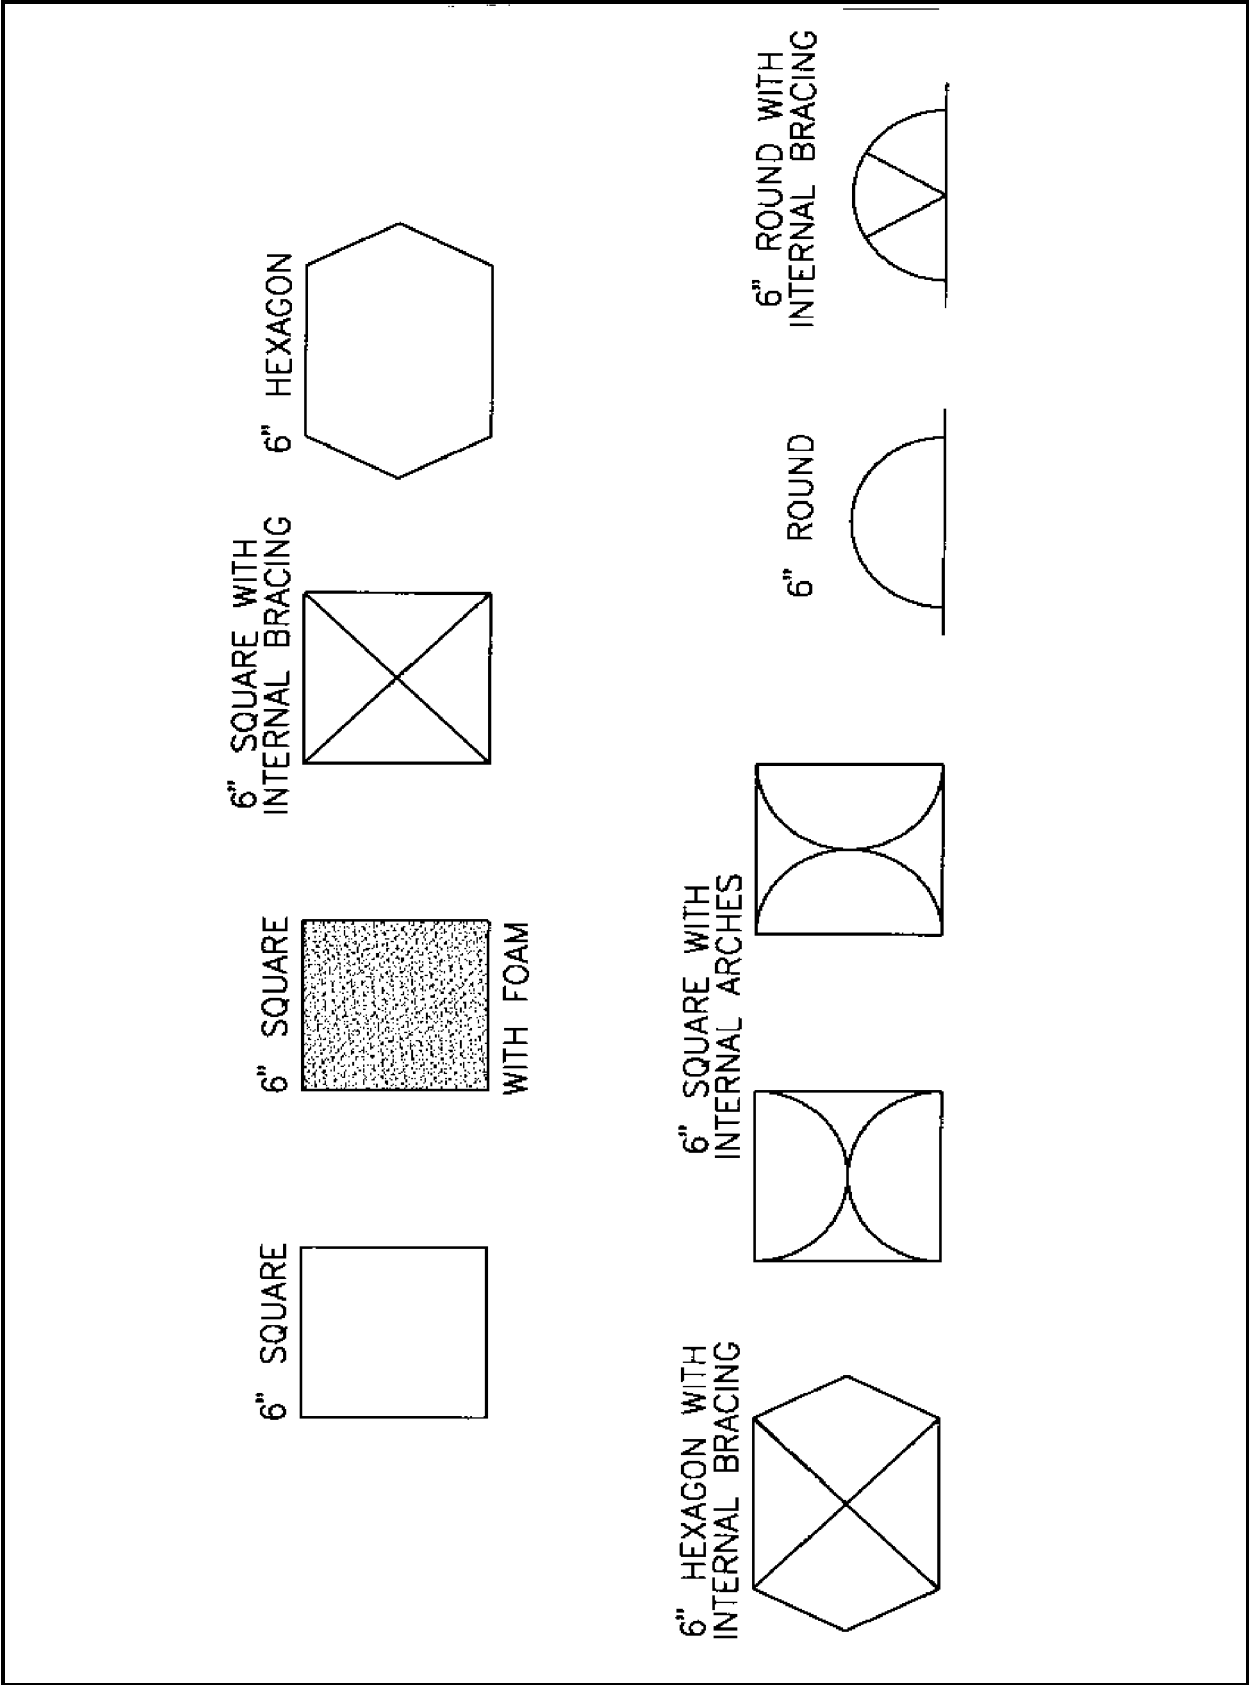 6" SQUARE
6" SQUARE
WITH FOAM
6" SQUARE WITH
INTERNAL BRACING
6" HEXAGON
6" HEXAGON WITH
INTERNAL BRACING
6" SQUARE WITH
INTERNAL ARCHES
6" ROUND
6" ROUND WITH
INTERNAL BRACING